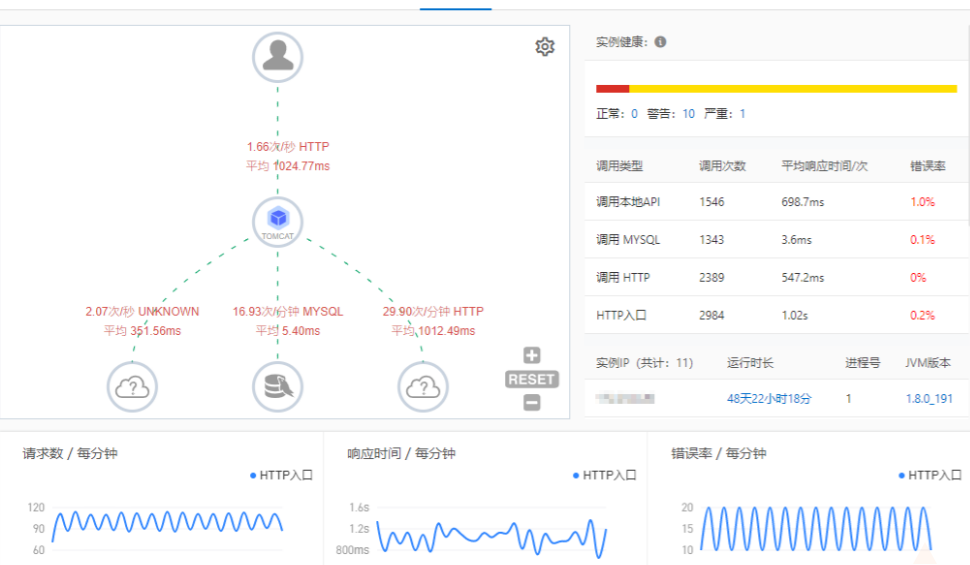 1.66次/秒 HTTP
平均 1024.77ms
TOMCAT
2.07次/秒 UNKNOWN
平均 351.56ms
16.93次/分钟 MYSQL
平均 5.40ms
29.90次/分钟 HTTP
平均 1012.49ms
RESET
实例健康：
正常：0 警告：10 严重：1
调用类型 调用次数 平均响应时间/次 错误率
调用本地API 1546 698.7ms 1.0%
调用 MYSQL 1343 3.6ms 0.1%
调用 HTTP 2389 547.2ms 0%
HTTP入口 2984 1.02s 0.2%
实例IP（共计：11） 运行时长 进程号 JVM版本
48天22小时18分 1 1.8.0_191
请求数 / 每分钟
HTTP入口
120
90
60
响应时间 / 每分钟
HTTP入口
1.6s
1.2s
800ms
错误率 / 每分钟
HTTP入口
20
15
10